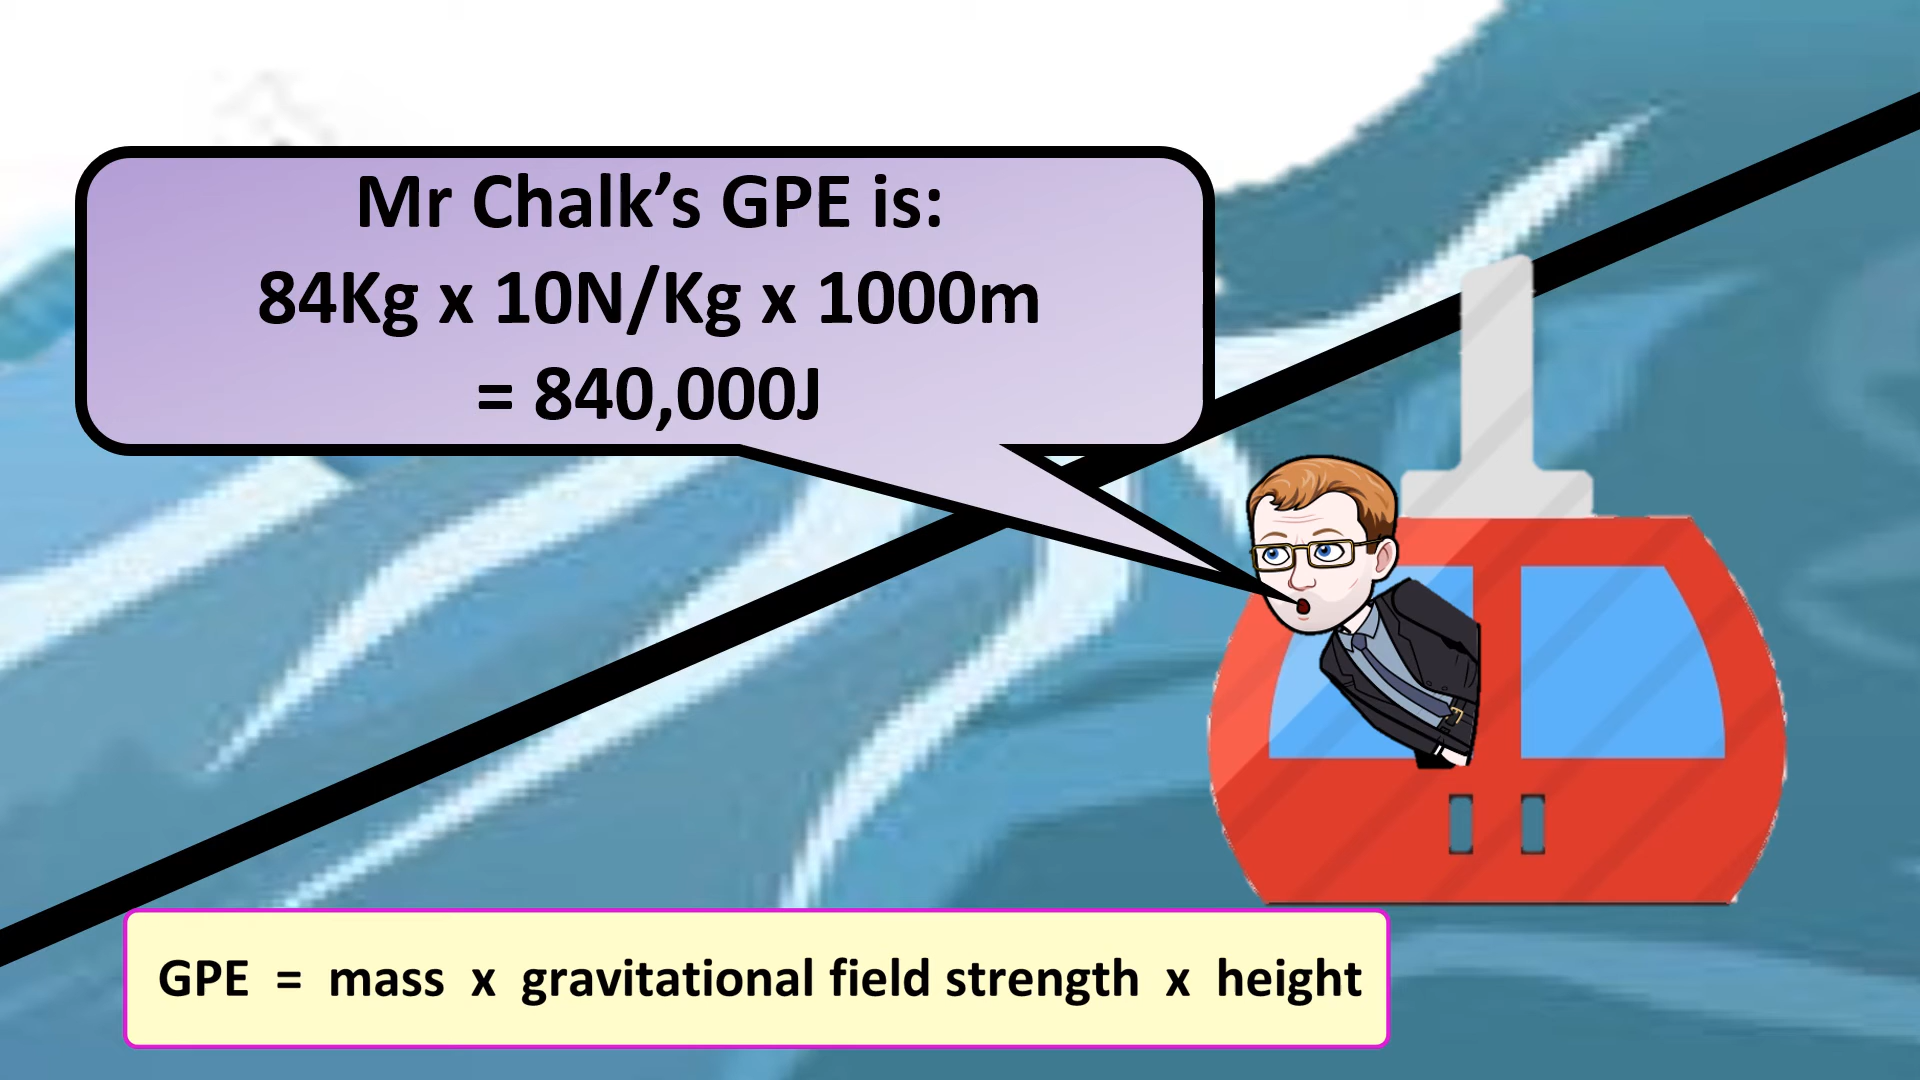 Mr Chalk’s GPE is:
84Kg x 10N/Kg x 1000m
= 840,000J
GPE = mass x gravitational field strength x height